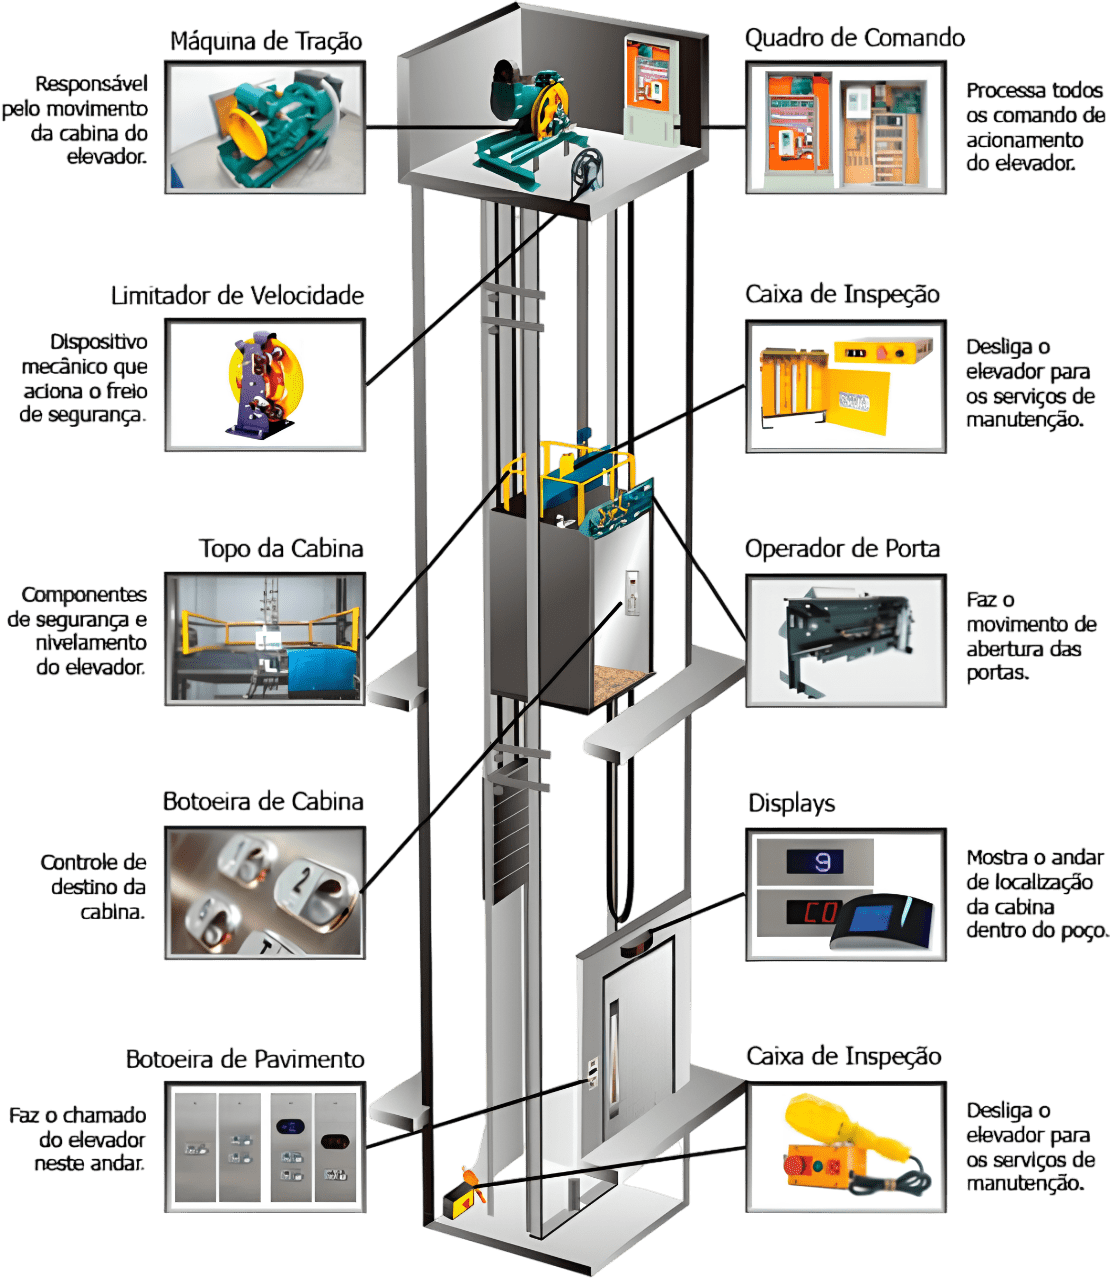 Máquina de Tração
Responsável
pelo movimento
da cabina do
elevador.
Quadro de Comando
Processa todos
os comando de
acionamento
do elevador.
Limitador de Velocidade
Dispositivo
mecânico que
aciona o freio
de segurança.
Caixa de Inspeção
Desliga o
elevador para
os serviços de
manutenção.
Topo da Cabina
Componentes
de segurança e
nivelamento
do elevador.
Operador de Porta
Faz o
movimento de
abertura das
portas.
Botoeira de Cabina
Controle de
destino da
cabina.
16
2
T
Displays
9
CO
Mostra o andar
de localização
da cabina
dentro do poço.
Botoeira de Pavimento
Faz o chamado
do elevador
neste andar.
Caixa de Inspeção
Desliga o
elevador para
os serviços de
manutenção.